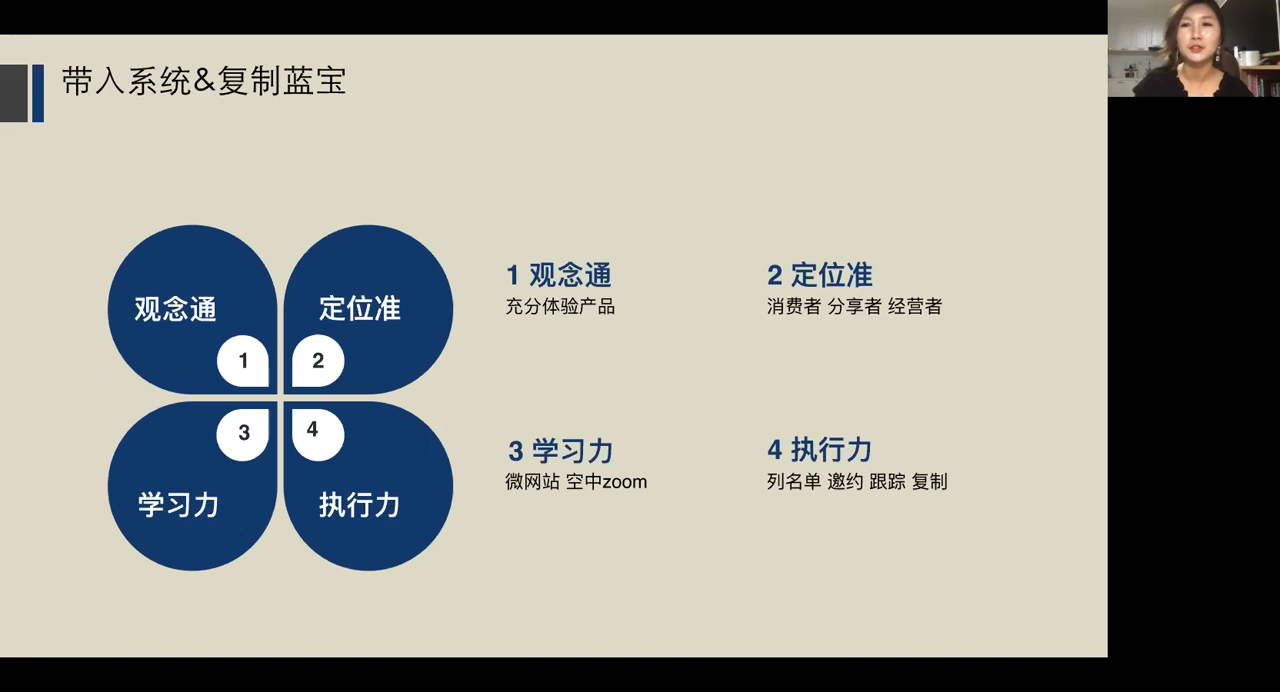 带入系统&复制蓝宝
观念通
1
定位准
2
3
学习力
4
执行力
1 观念通
充分体验产品
2 定位准
消费者 分享者 经营者
3 学习力
微网站 空中zoom
4 执行力
列名单 邀约 跟踪 复制